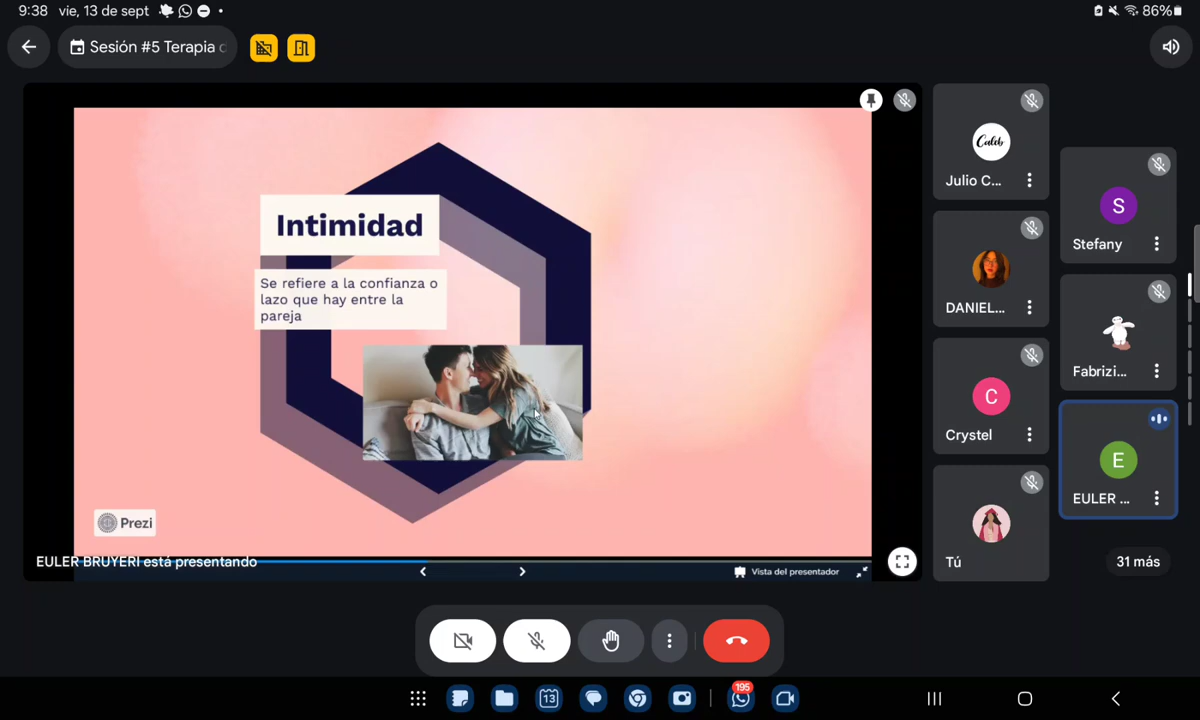 9:38 vie, 13 de sept
86%
Sesión #5 Terapia
Intimidad
Se refiere a la confianza o
lazo que hay entre la
pareja
Prezi
EULER BRUYERI está presentando
Vista del presentador
Caleb
Julio C...
DANIEL...
C
Crystel
Tú
S
Stefany
Fabrizi...
E
EULER ...
31 más
13
195